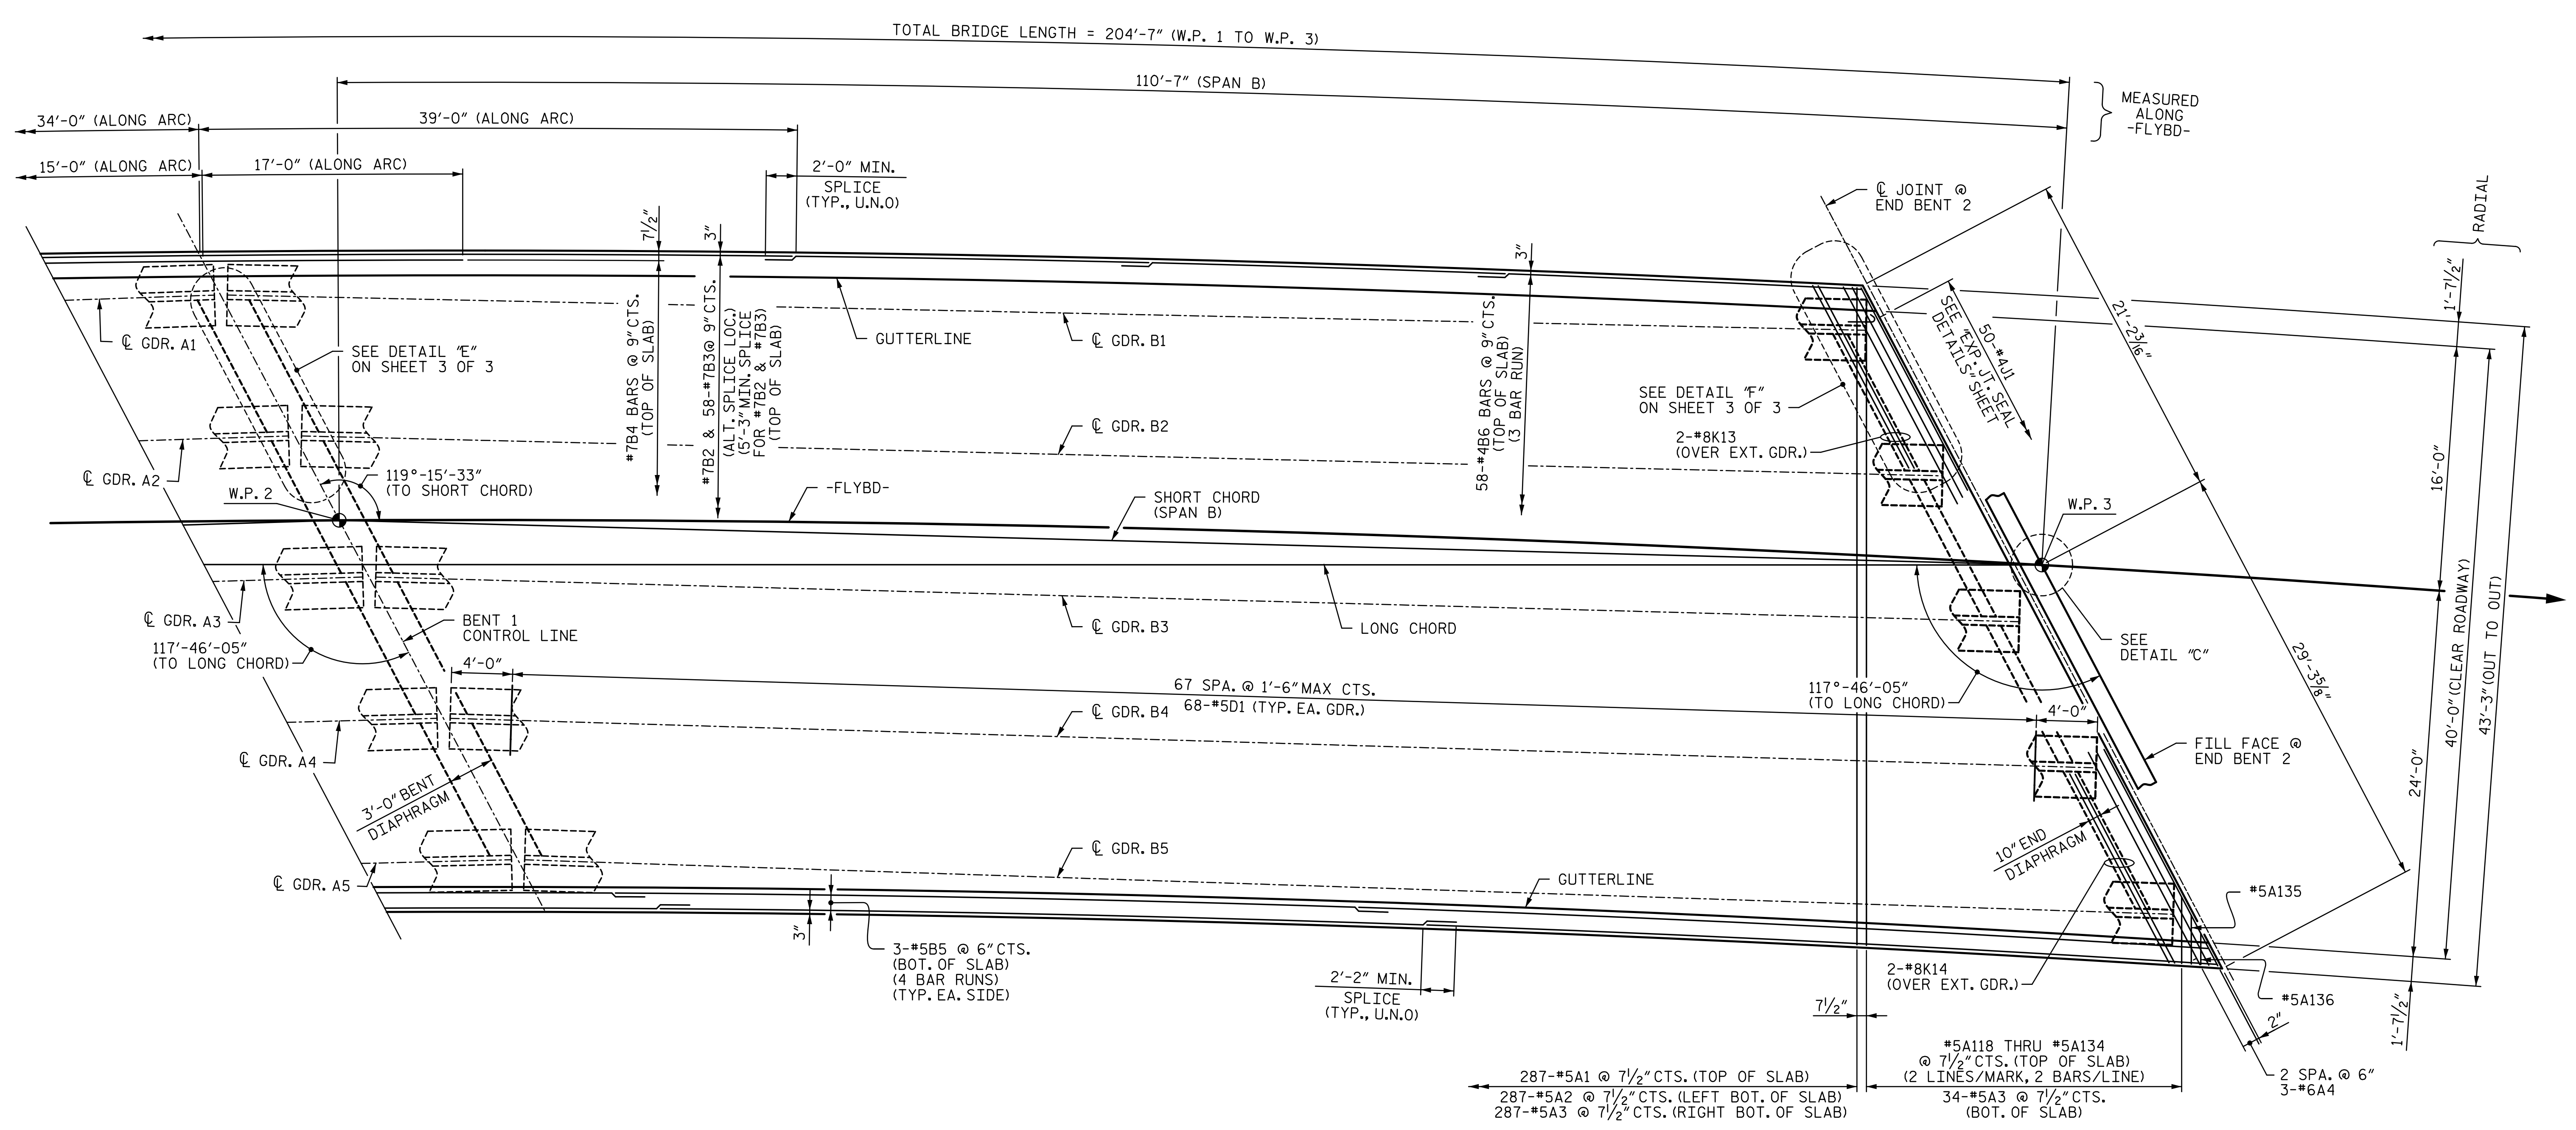 TOTAL BRIDGE LENGTH = 204'-7" (W.P. 1 TO W.P. 3)
110'-7" (SPAN B)
MEASURED
ALONG
-FLYBD-
34'-0" (ALONG ARC)
39'-0" (ALONG ARC)
15'-0" (ALONG ARC)
17'-0" (ALONG ARC)
2'-0" MIN.
SPLICE
(TYP., U.N.O)
7½"
3"
3"
℄ JOINT @
END BENT 2
RADIAL
1'-7½"
21'-2 3/16"
SEE "EXP. JT. SEAL
DETAILS" SHEET
50-#4J1
#7B4 BARS @ 9" CTS.
(TOP OF SLAB)
#7B2 & 58-#7B3@ 9" CTS.
(ALT. SPLICE LOC.)
(5'-3" MIN. SPLICE
FOR #7B2 & #7B3)
(TOP OF SLAB)
58-#4B6 BARS @ 9" CTS.
(TOP OF SLAB)
(3 BAR RUN)
GUTTERLINE
℄ GDR. A1
℄ GDR. B1
SEE DETAIL "E"
ON SHEET 3 OF 3
SEE DETAIL "F"
ON SHEET 3 OF 3
℄ GDR. B2
2-#8K13
(OVER EXT. GDR.)
℄ GDR. A2
119°-15'-33"
(TO SHORT CHORD)
W.P. 2
-FLYBD-
SHORT CHORD
(SPAN B)
W.P. 3
16'-0"
40'-0" (CLEAR ROADWAY)
43'-3" (OUT TO OUT)
℄ GDR. A3
117'-46'-05"
(TO LONG CHORD)
BENT 1
CONTROL LINE
℄ GDR. B3
LONG CHORD
SEE
DETAIL "C"
29'-3⅝"
4'-0"
67 SPA. @ 1'-6" MAX CTS.
68-#5D1 (TYP. EA. GDR.)
117°-46'-05"
(TO LONG CHORD)
4'-0"
℄ GDR. B4
℄ GDR. A4
FILL FACE @
END BENT 2
24'-0"
3'-0" BENT
DIAPHRAGM
10" END
DIAPHRAGM
℄ GDR. B5
℄ GDR. A5
GUTTERLINE
#5A135
3"
3-#5B5 @ 6" CTS.
(BOT. OF SLAB)
(4 BAR RUNS)
(TYP. EA. SIDE)
2'-2" MIN.
SPLICE
(TYP., U.N.O)
2-#8K14
(OVER EXT. GDR.)
#5A136
7½"
2"
1'-7½"
287-#5A1 @ 7½" CTS. (TOP OF SLAB)
287-#5A2 @ 7½" CTS. (LEFT BOT. OF SLAB)
287-#5A3 @ 7½" CTS. (RIGHT BOT. OF SLAB)
#5A118 THRU #5A134
@ 7½" CTS. (TOP OF SLAB)
(2 LINES/MARK, 2 BARS/LINE)
34-#5A3 @ 7½" CTS.
(BOT. OF SLAB)
2 SPA. @ 6"
3-#6A4